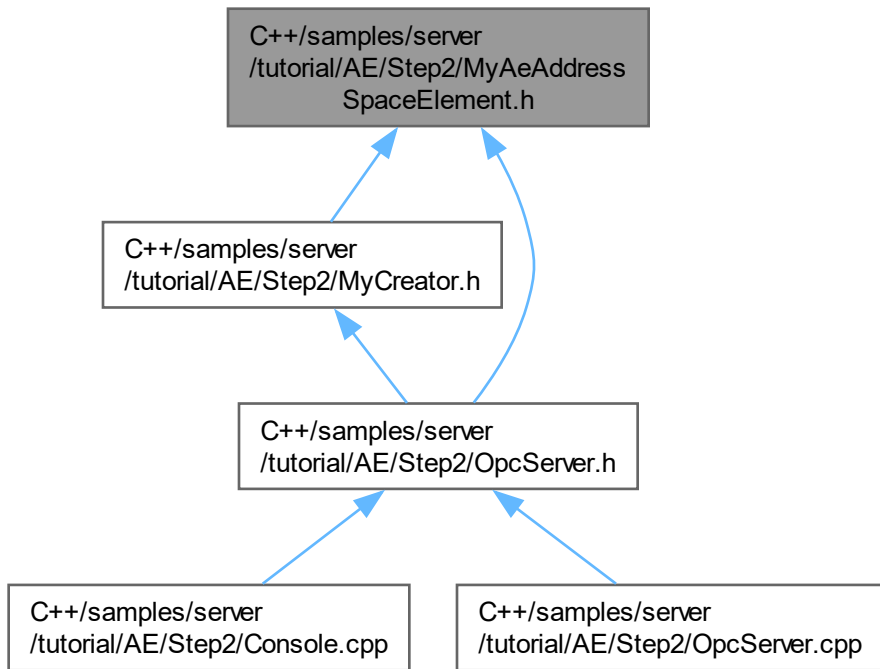 C++/samples/server
/tutorial/AE/Step2/MyAeAddress
SpaceElement.h
C++/samples/server
/tutorial/AE/Step2/MyCreator.h
C++/samples/server
/tutorial/AE/Step2/OpcServer.h
C++/samples/server
/tutorial/AE/Step2/Console.cpp
C++/samples/server
/tutorial/AE/Step2/OpcServer.cpp